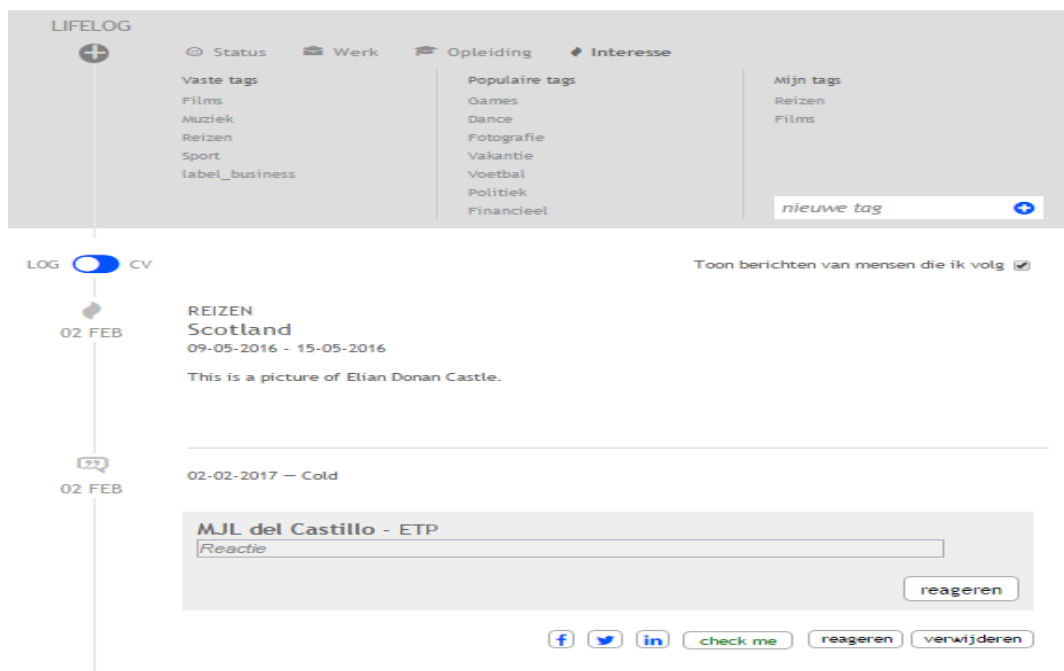 LIFELOG
Status Werk Opleiding Interesse
Vaste tags
Films
Muziek
Reizen
Sport
label_business
Populaire tags
Games
Dance
Fotografie
Vakantie
Voetbal
Politiek
Financieel
Mijn tags
Reizen
Films
nieuwe tag
LOG CV
Toon berichten van mensen die ik volg
02 FEB
REIZEN
Scotland
09-05-2016 - 15-05-2016
This is a picture of Elian Donan Castle.
02 FEB
02-02-2017 — Cold
MJL del Castillo - ETP
Reactie
reageren
f in check me reageren verwijderen